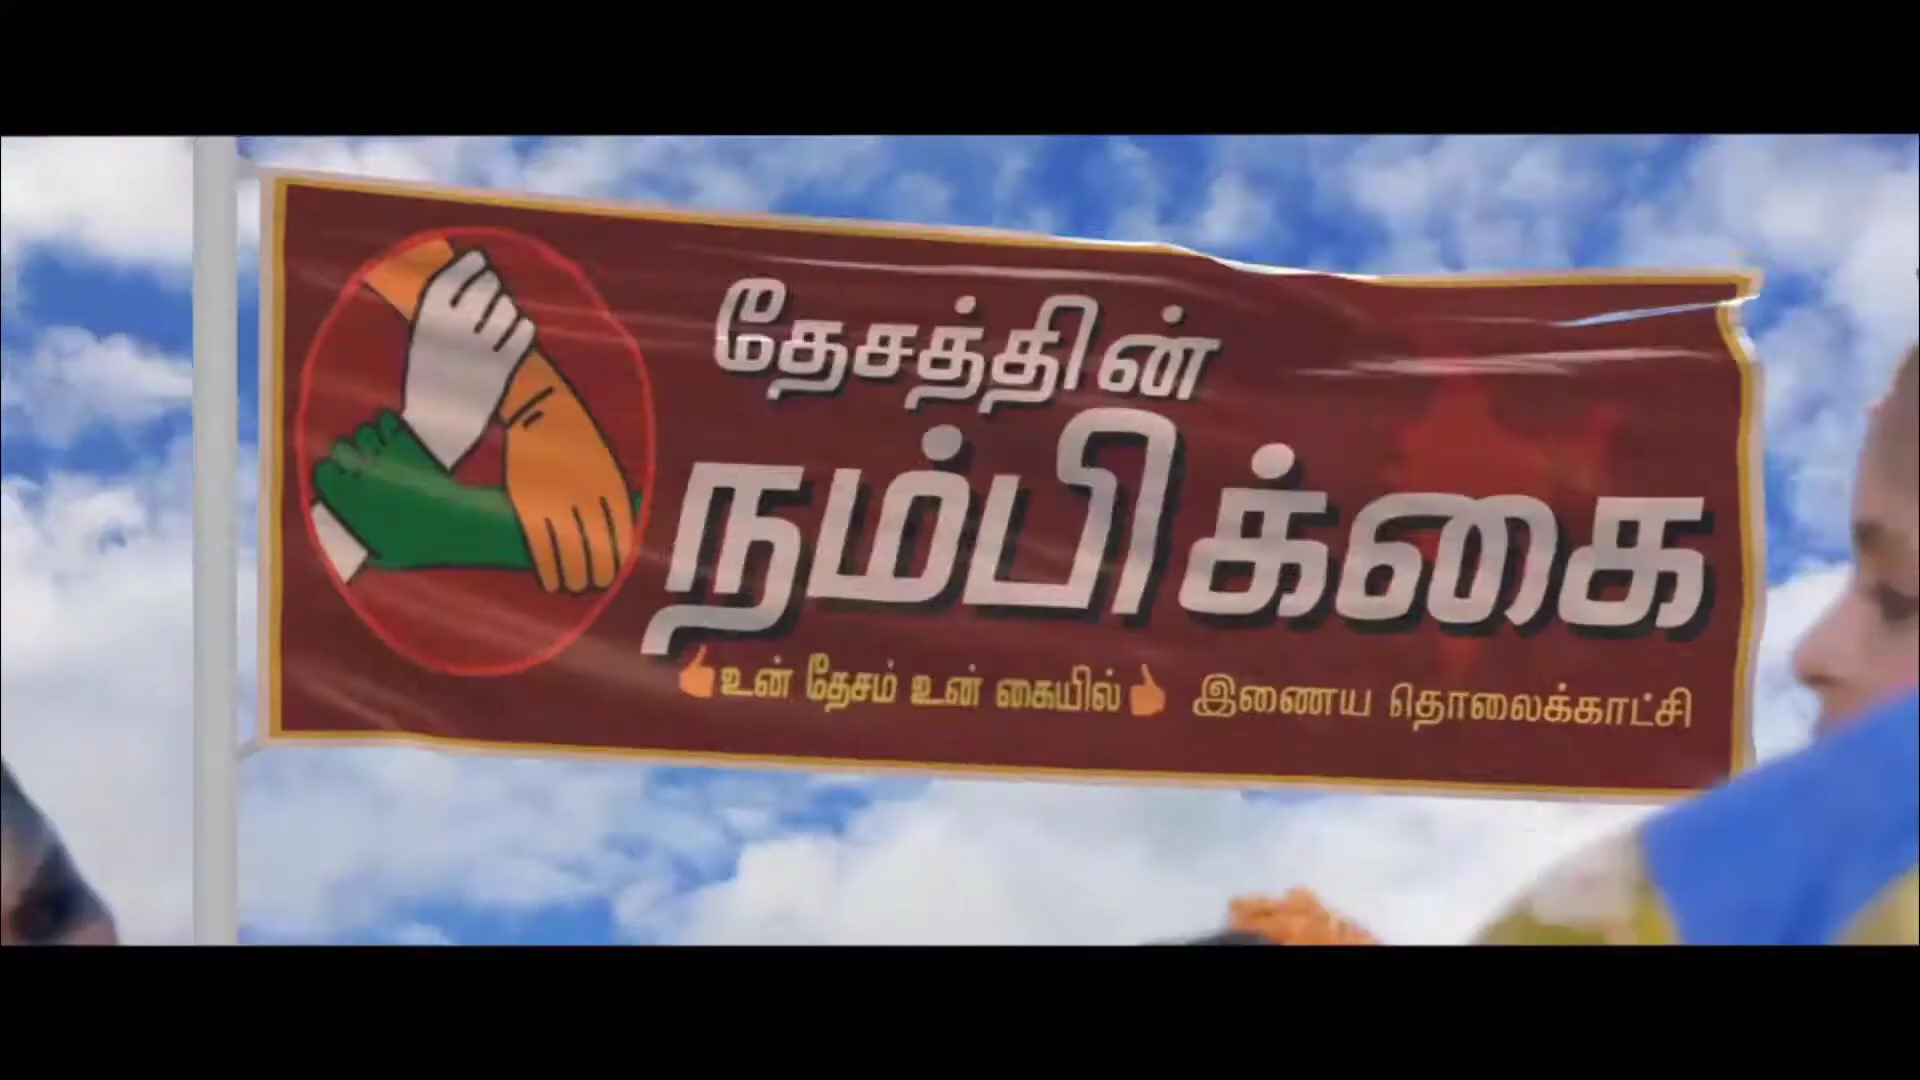 தேசத்தின்
நம்பிக்கை
உன் தேசம் உன் கையில் இணைய தொலைக்காட்சி